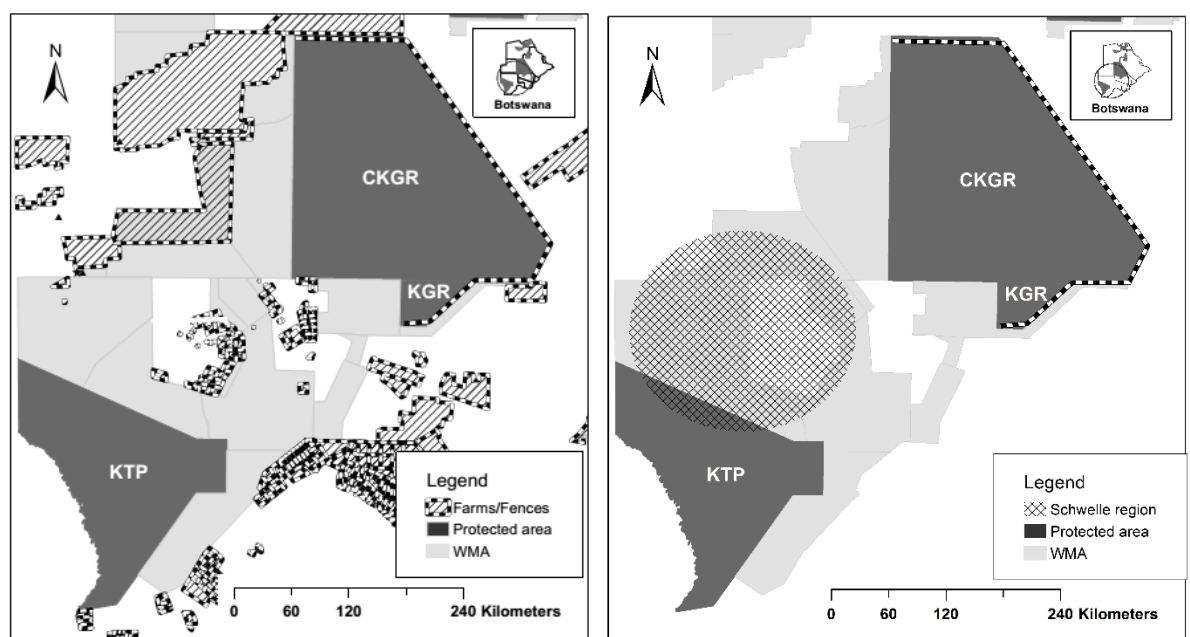 N
Botswana
CKGR
KGR
KTP
Legend
Farms/Fences
Protected area
WMA
0 60 120 240 Kilometers
N
Botswana
CKGR
KGR
KTP
Legend
Schwelle region
Protected area
WMA
0 60 120 240 Kilometers